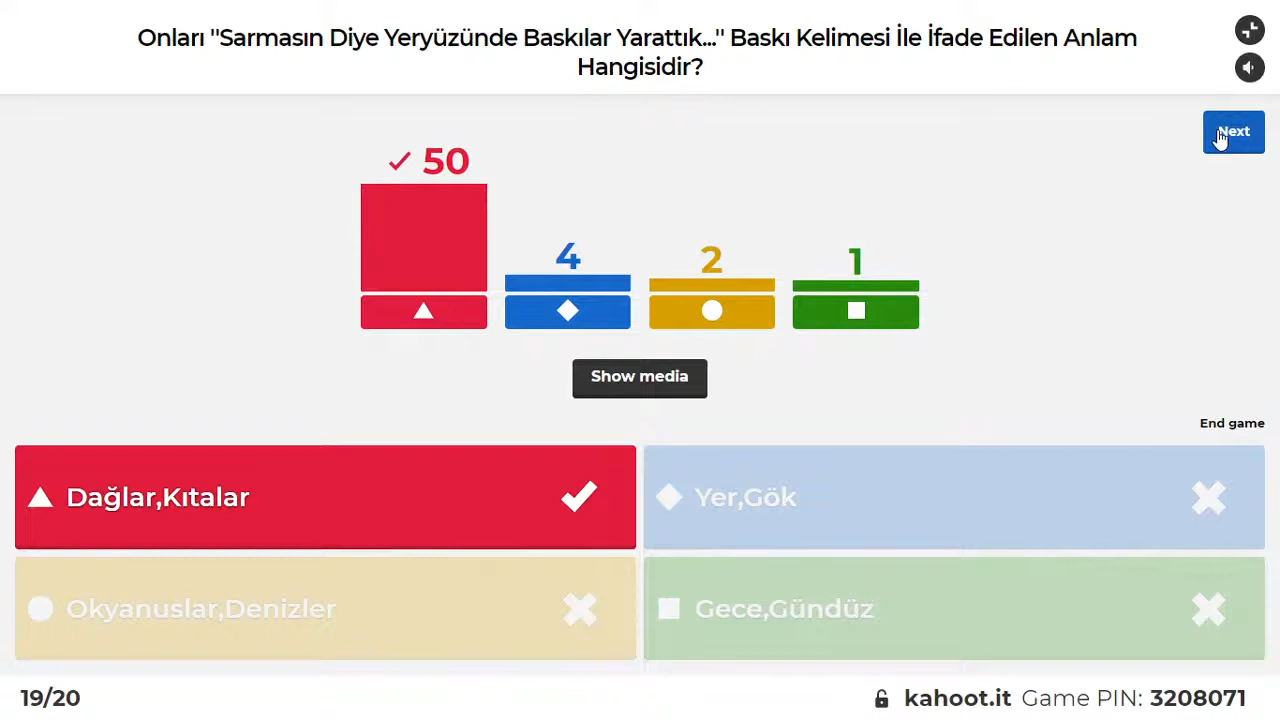 Onları "Sarmasın Diye Yeryüzünde Baskılar Yarattık..." Baskı Kelimesi İle İfade Edilen Anlam
Hangisidir?
Next
50
4
2
1
Show media
End game
Dağlar,Kıtalar
Yer,Gök
Okyanuslar,Denizler
Gece,Gündüz
19/20
kahoot.it Game PIN: 3208071